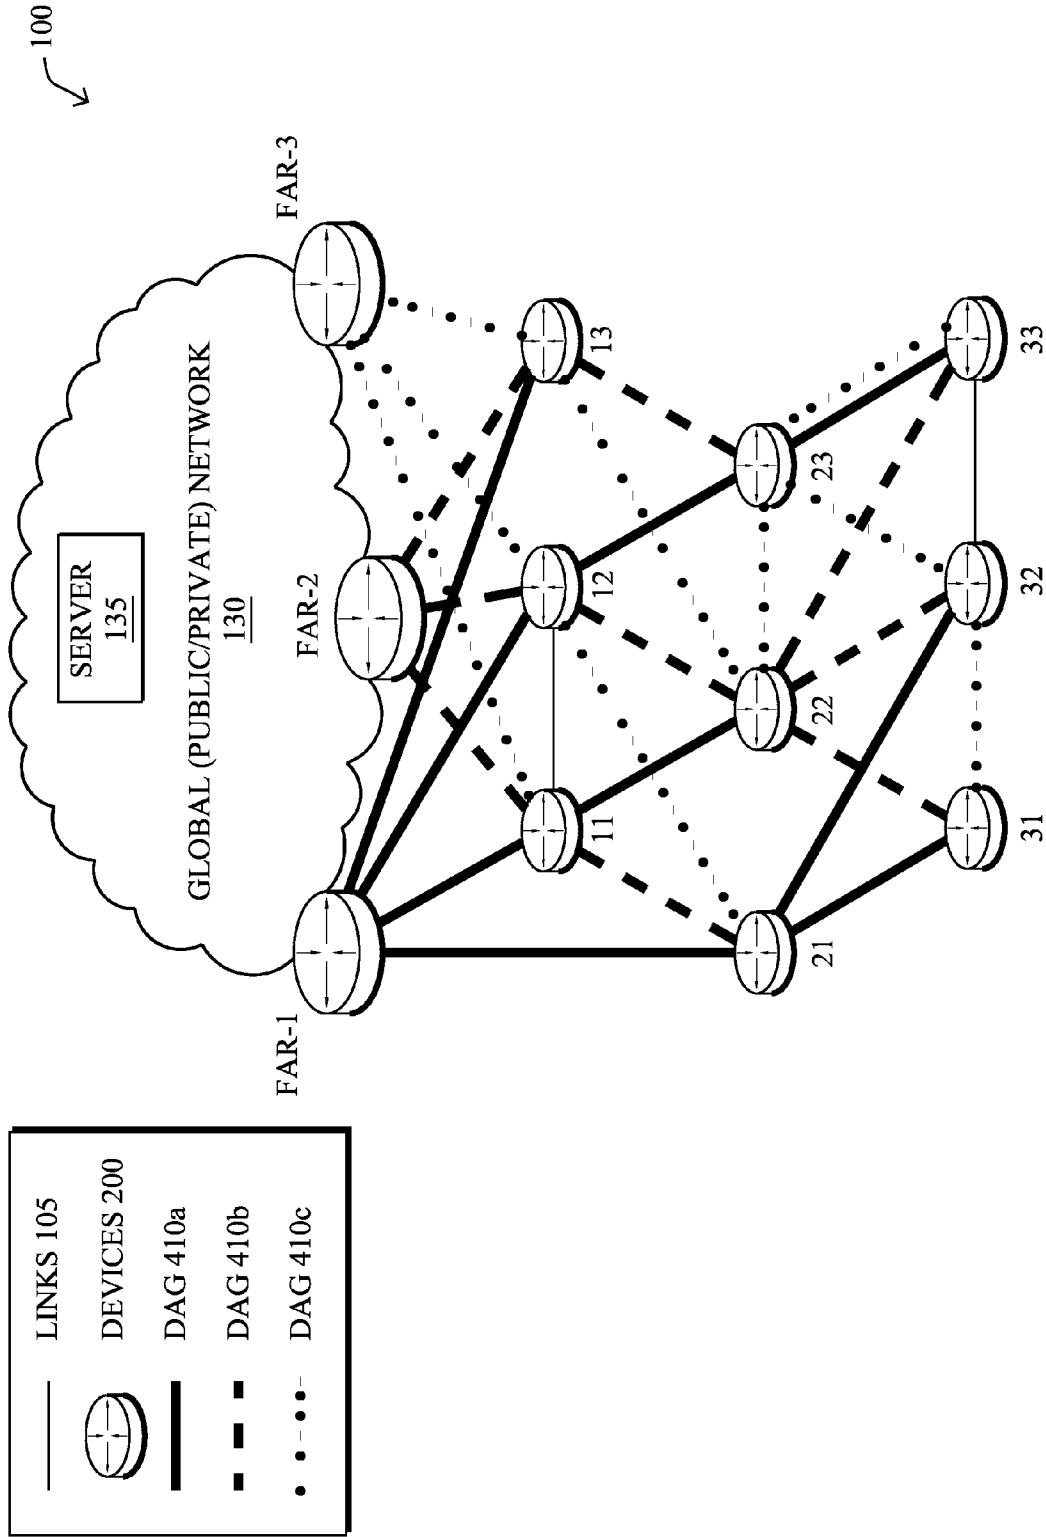 100
SERVER
135
GLOBAL (PUBLIC/PRIVATE) NETWORK
130
FAR-1
FAR-2
FAR-3
11
12
13
21
22
23
31
32
33
LINKS 105
DEVICES 200
DAG 410a
DAG 410b
DAG 410c